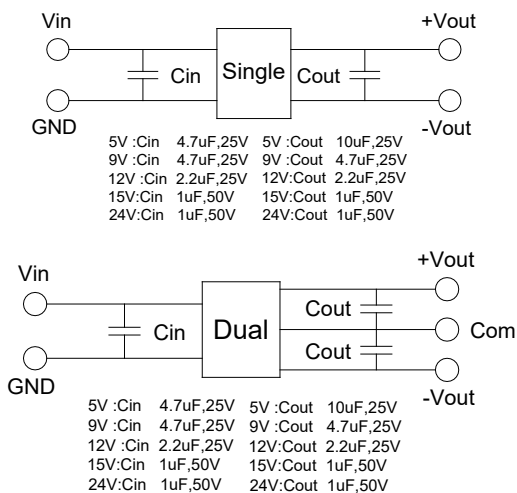 Vin +Vout
Cin Single Cout
GND -Vout
5V :Cin 4.7uF,25V 5V :Cout 10uF,25V
9V :Cin 4.7uF,25V 9V :Cout 4.7uF,25V
12V :Cin 2.2uF,25V 12V:Cout 2.2uF,25V
15V:Cin 1uF,50V 15V:Cout 1uF,50V
24V:Cin 1uF,50V 24V:Cout 1uF,50V
Vin +Vout
Cout
Cin Dual Com
Cout
GND -Vout
5V :Cin 4.7uF,25V 5V :Cout 10uF,25V
9V :Cin 4.7uF,25V 9V :Cout 4.7uF,25V
12V :Cin 2.2uF,25V 12V:Cout 2.2uF,25V
15V:Cin 1uF,50V 15V:Cout 1uF,50V
24V:Cin 1uF,50V 24V:Cout 1uF,50V